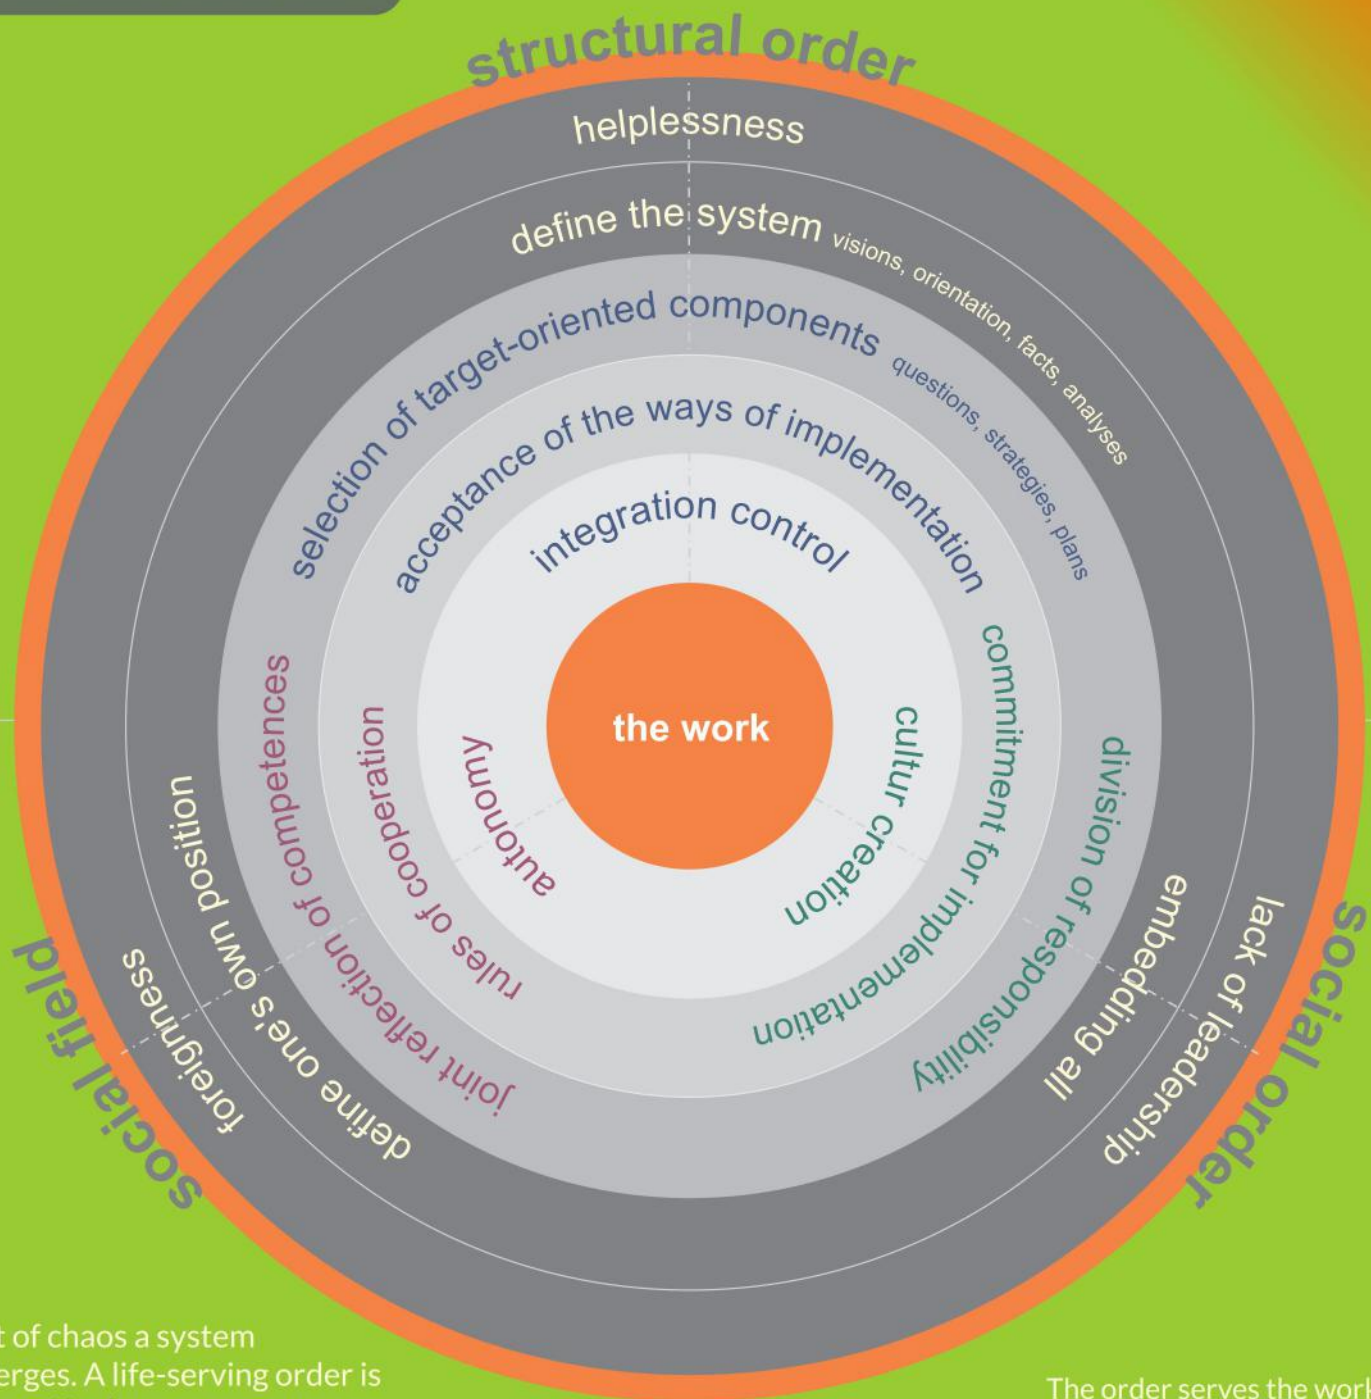 structural order
helplessness
define the system visions, orientation, facts, analyses
selection of target-oriented components questions, strategies, plans
acceptance of the ways of implementation
integration control
the work
autonomy
rules of cooperation
joint reflection of competences
define one's own position
foreignness
social field
cultur creation
commitment for implementation
division of responsibility
embedding all
lack of leadership
social order
of chaos a system
A life-serving order is
The order serves the work